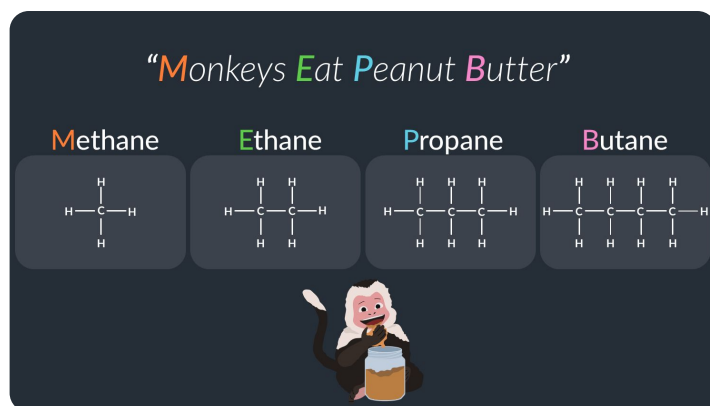 “Monkeys Eat Peanut Butter”
Methane Ethane Propane Butane
H H H H H H H H H H
H C H H C C H H C C C H H C C C C H
H H H H H H H H H H